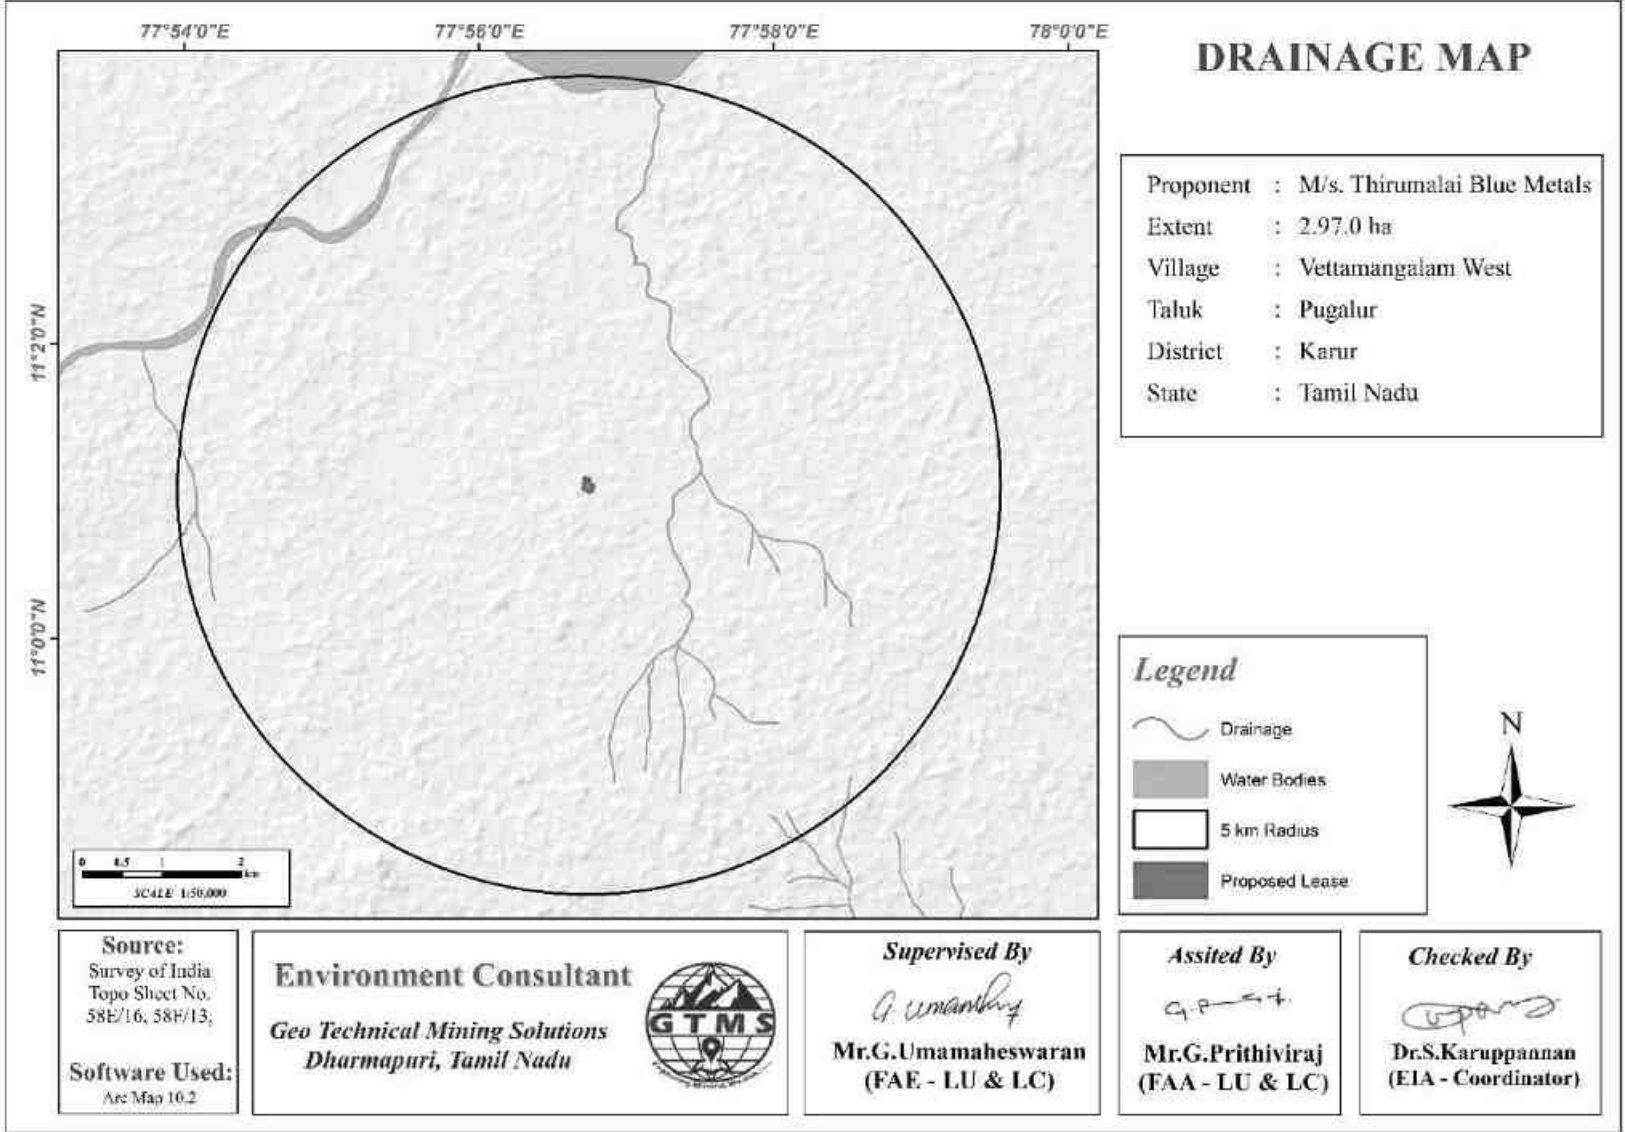 77°54'0"E
77°56'0"E
77°58'0"E
78°0'0"E
DRAINAGE MAP
Proponent : M/s. Thirumalai Blue Metals
Extent : 2.97.0 ha
Village : Vettamangalam West
Taluk : Pugalur
District : Karur
State : Tamil Nadu
11°2'0"N
11°0'0"N
Legend
Drainage
Water Bodies
5 km Radius
Proposed Lease
N
0 0.5 1 2
km
SCALE 1:50,000
Source:
Survey of India
Topo Sheet No.
58E/16, 58F/13,
Software Used:
Arc Map 10.2
Environment Consultant
Geo Technical Mining Solutions
Dharmapuri, Tamil Nadu
GTMS
Supervised By
Mr.G.Umamaheswaran
(FAE - LU & LC)
Assited By
Mr.G.Prithiviraj
(FAA - LU & LC)
Checked By
Dr.S.Karuppannan
(EIA - Coordinator)